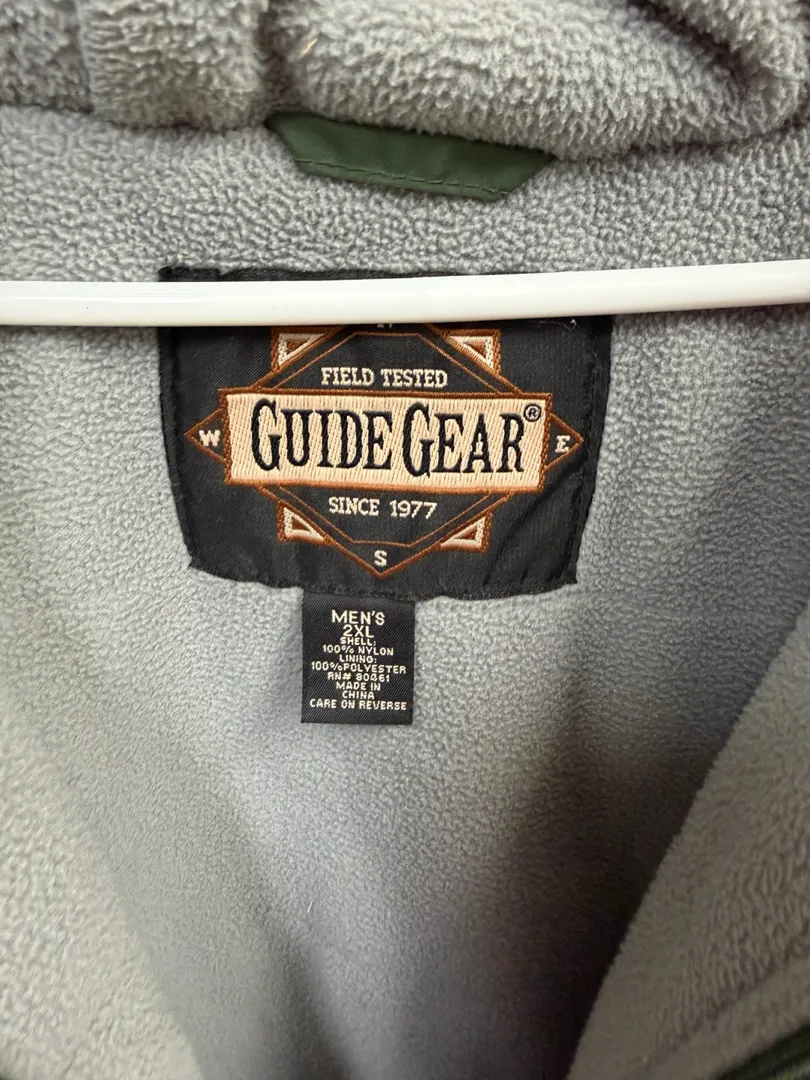 FIELD TESTED
W GUIDE GEAR® E
SINCE 1977
S
MEN'S
2XL
SHELL:
100% NYLON
LINING:
100%POLYESTER
RN# 80461
MADE IN
CHINA
CARE ON REVERSE